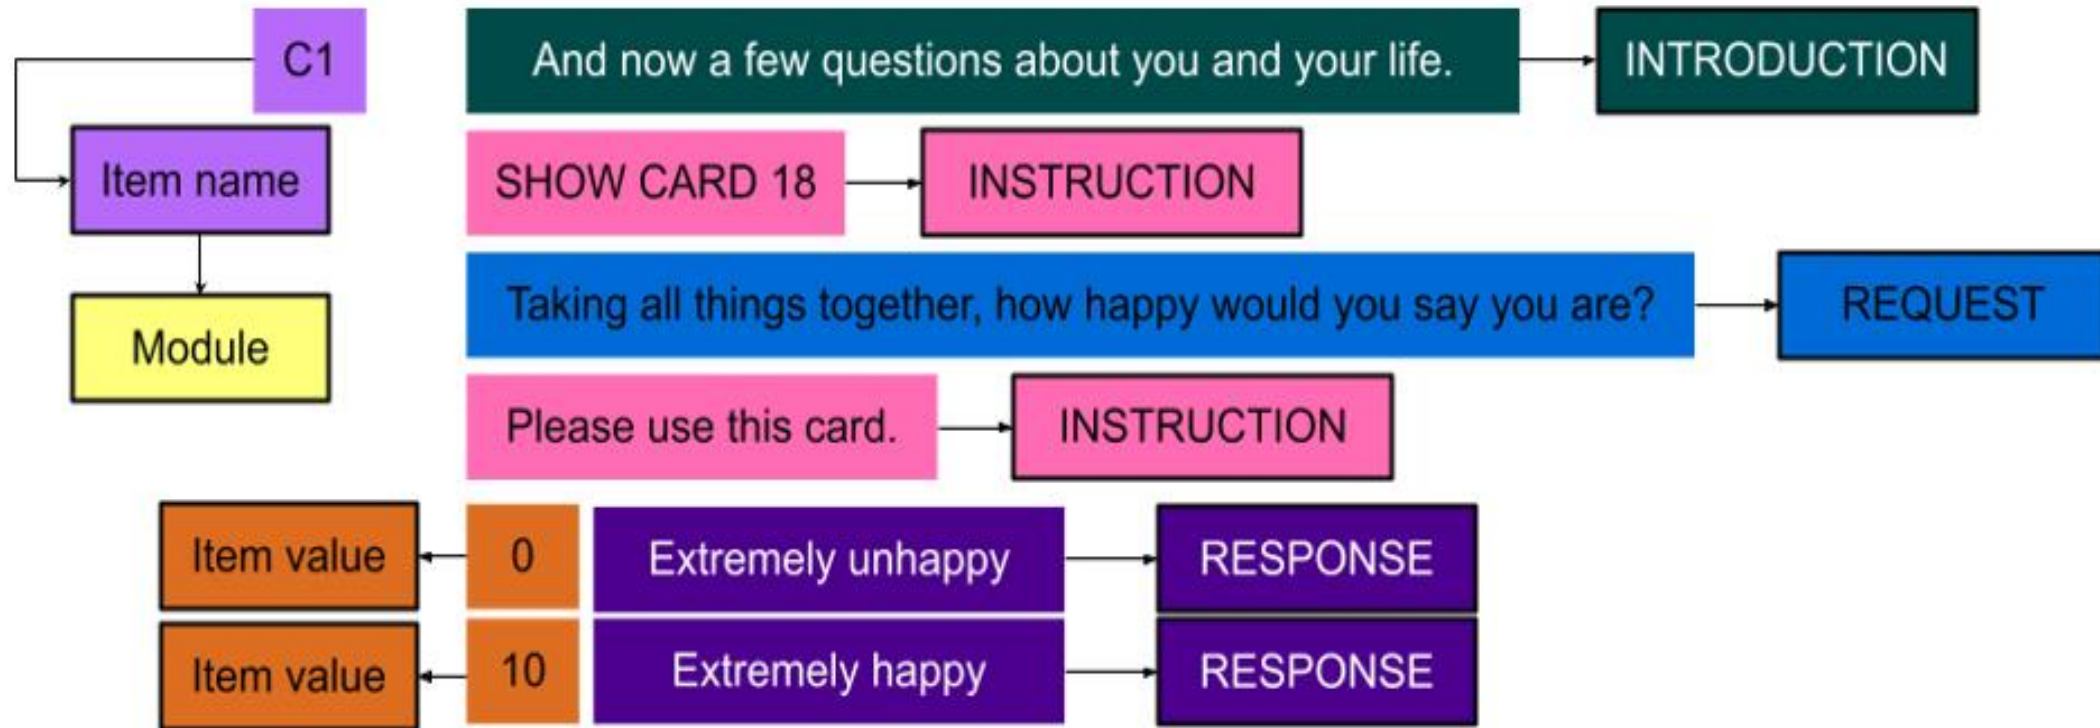 C1 And now a few questions about you and your life. INTRODUCTION
Item name SHOW CARD 18 INSTRUCTION
Taking all things together, how happy would you say you are? REQUEST
Module
Please use this card. INSTRUCTION
Item value 0 Extremely unhappy RESPONSE
Item value 10 Extremely happy RESPONSE